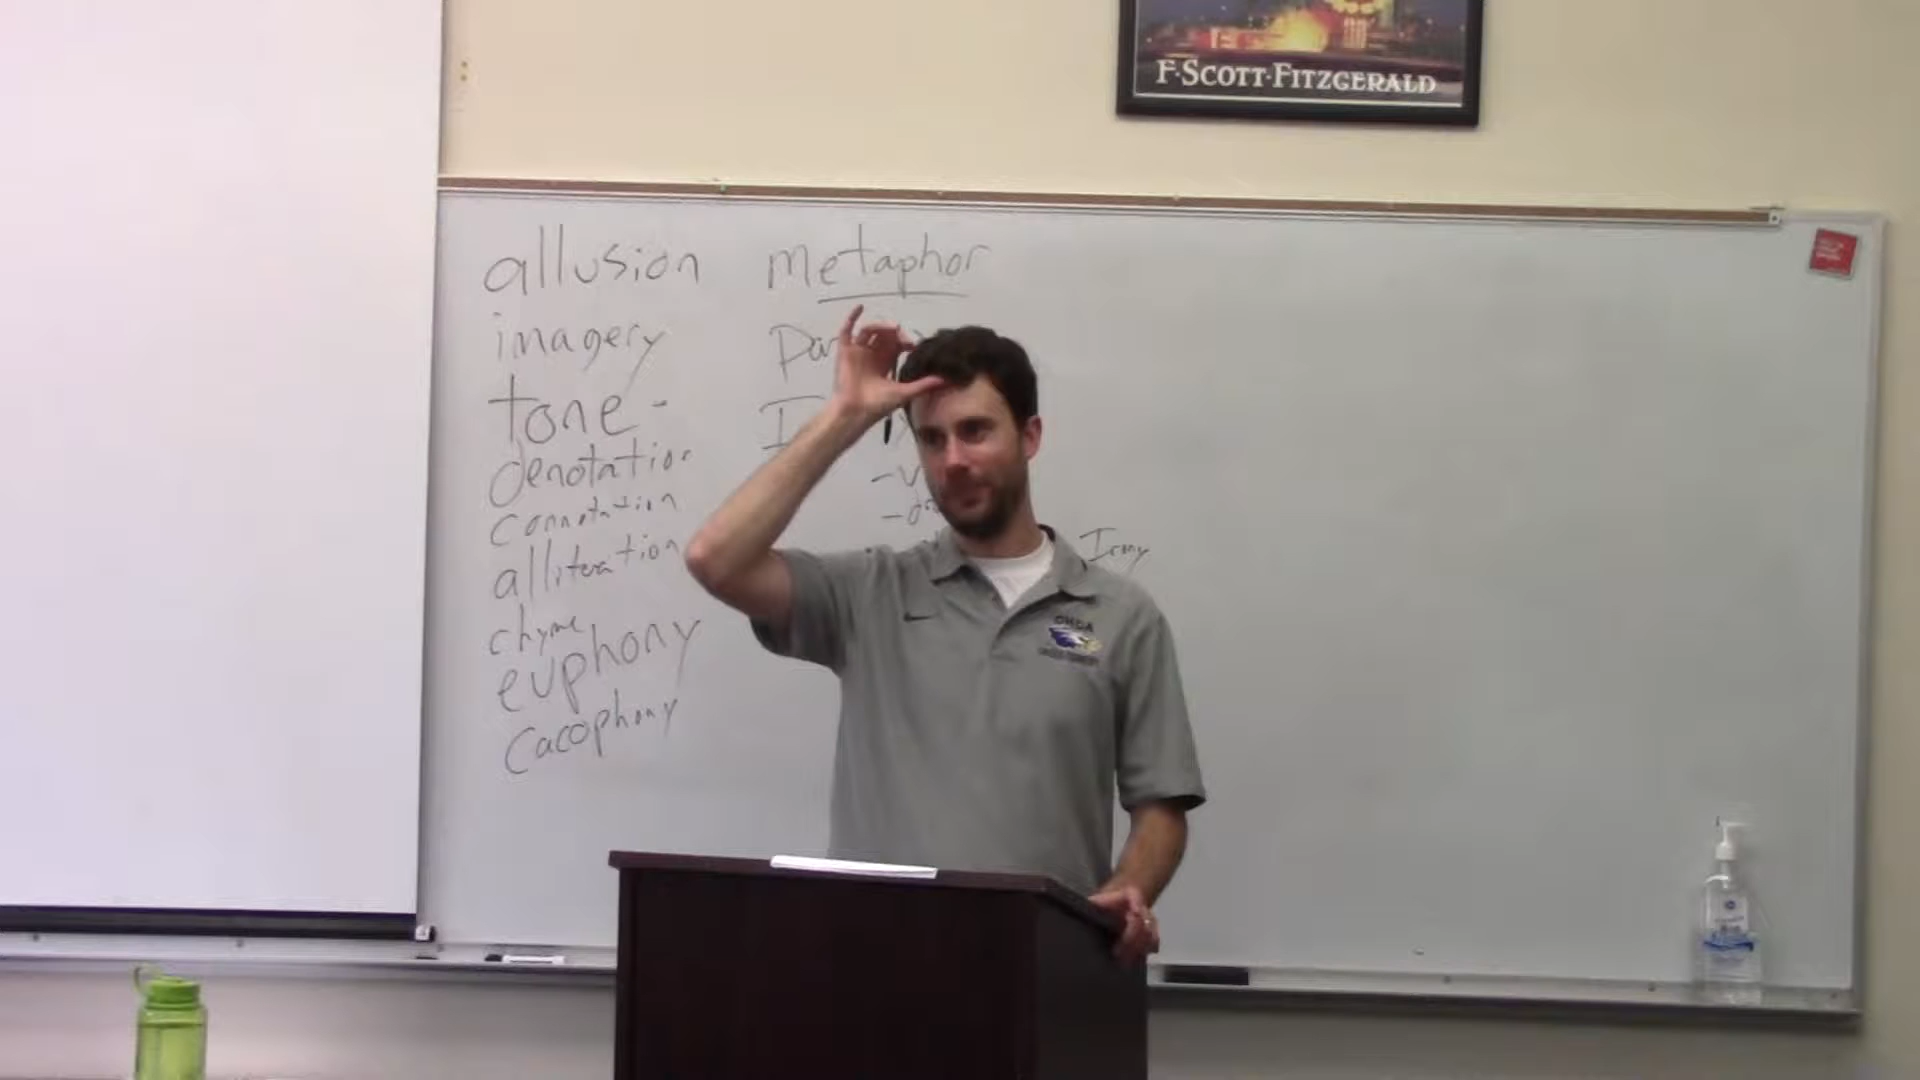 F·SCOTT·FITZGERALD
allusion metaphor
imagery
tone -
denotation
connotation
alliteration
Irony
rhyme
euphony
cacophony